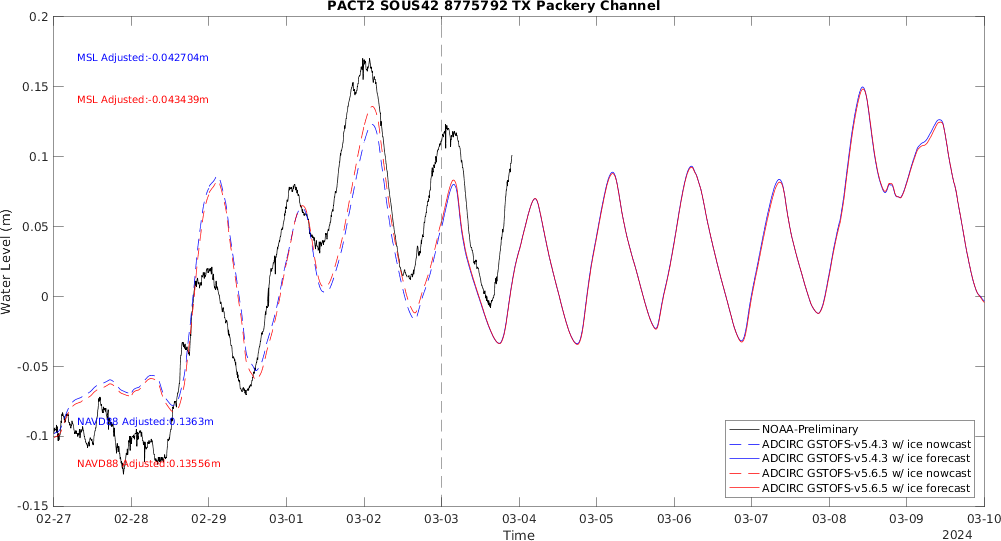 PACT2 SOUS42 8775792 TX Packery Channel
0.2
MSL Adjusted:-0.042704m
0.15
MSL Adjusted:-0.043439m
0.1
0.05
Water Level (m)
0
-0.05
NAVD88 Adjusted:0.1363m
-0.1
NAVD88 Adjusted:0.13556m
-0.15
NOAA-Preliminary
ADCIRC GSTOFS-v5.4.3 w/ ice nowcast
ADCIRC GSTOFS-v5.4.3 w/ ice forecast
ADCIRC GSTOFS-v5.6.5 w/ ice nowcast
ADCIRC GSTOFS-v5.6.5 w/ ice forecast
02-27 02-28 02-29 03-01 03-02 03-03 03-04 03-05 03-06 03-07 03-08 03-09 03-10
Time
2024